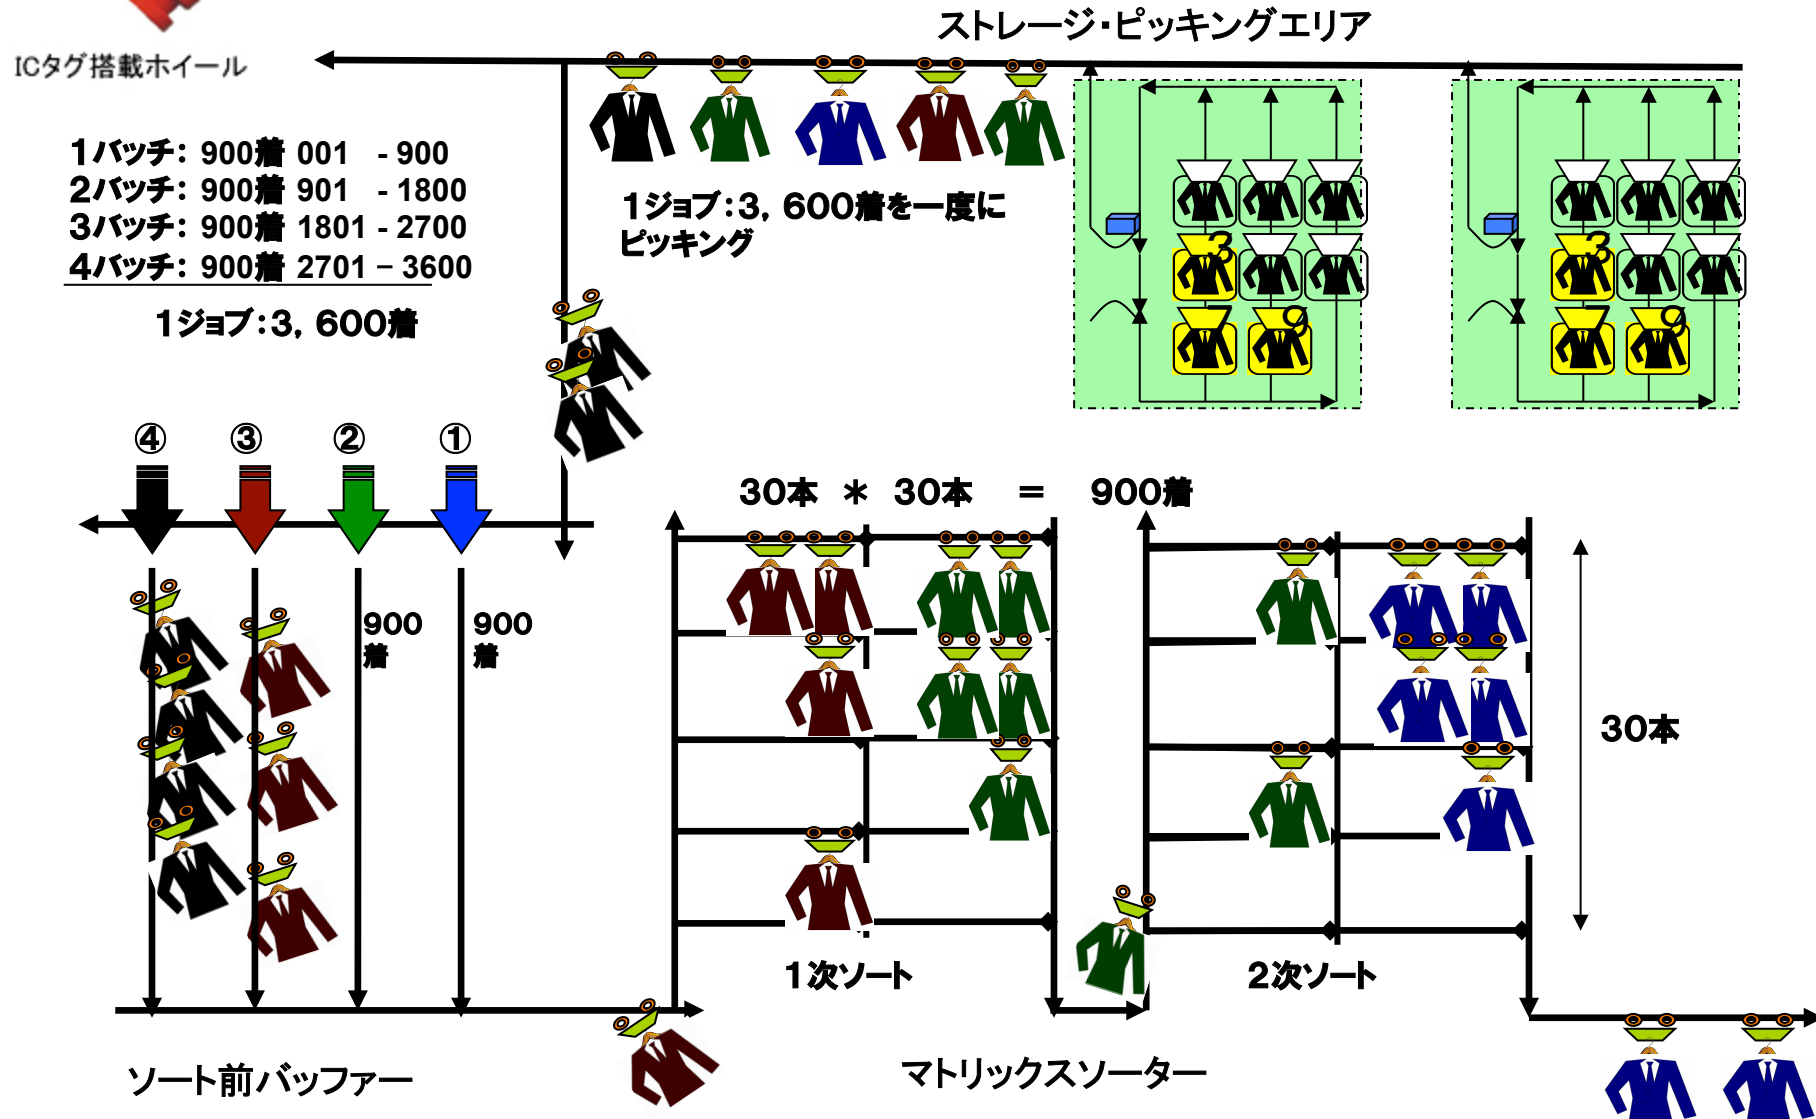 ストレージ・ピッキングエリア
ICタグ搭載ホイール
1バッチ: 900着 001 - 900
2バッチ: 900着 901 - 1800
3バッチ: 900着 1801 - 2700
4バッチ: 900着 2701 – 3600
1ジョブ:3, 600着
1ジョブ:3, 600着を一度に
ピッキング
3
7 9
3
7 9
④ ③ ② ①
900
着
900
着
30本 * 30本 = 900着
30本
1次ソート
2次ソート
ソート前バッファー
マトリックスソーター